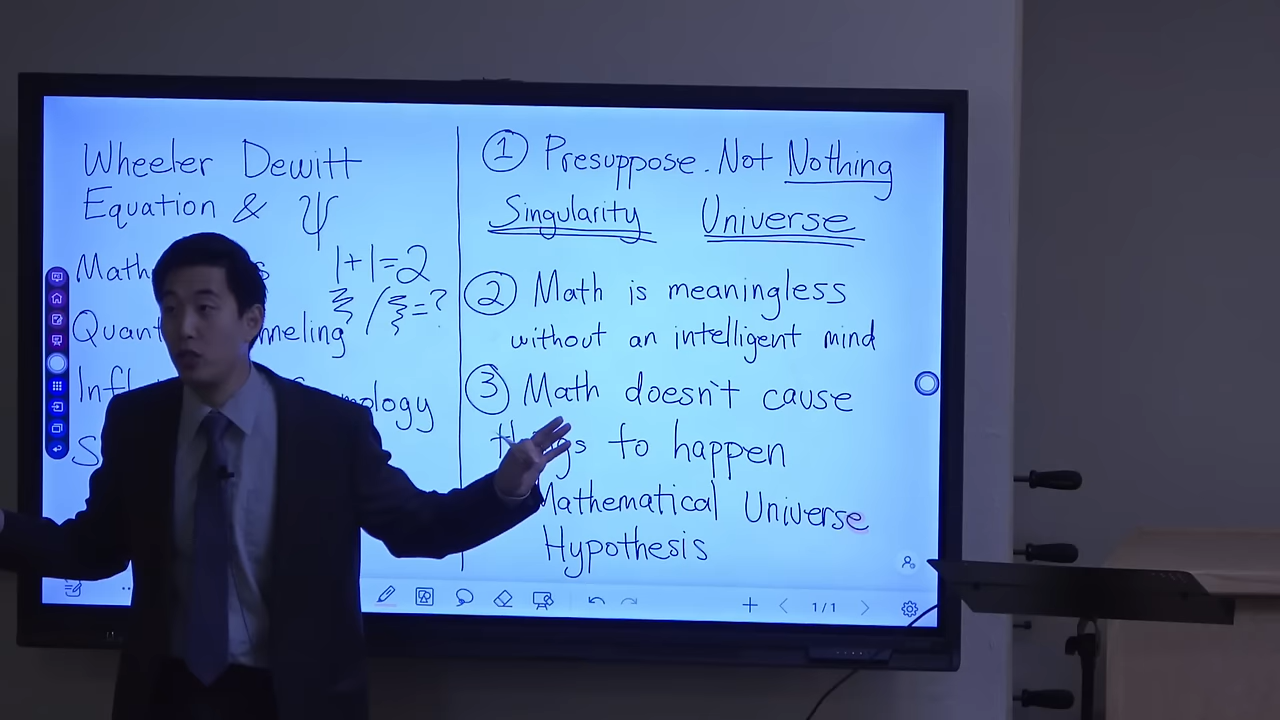 Wheeler Dewitt
Equation & ψ
Math
1+1=2
Quant
neling
Infl
ology
S
① Presuppose. Not Nothing
Singularity Universe
② Math is meaningless
without an intelligent mind
③ Math doesn't cause
things to happen
Mathematical Universe
Hypothesis
1/1